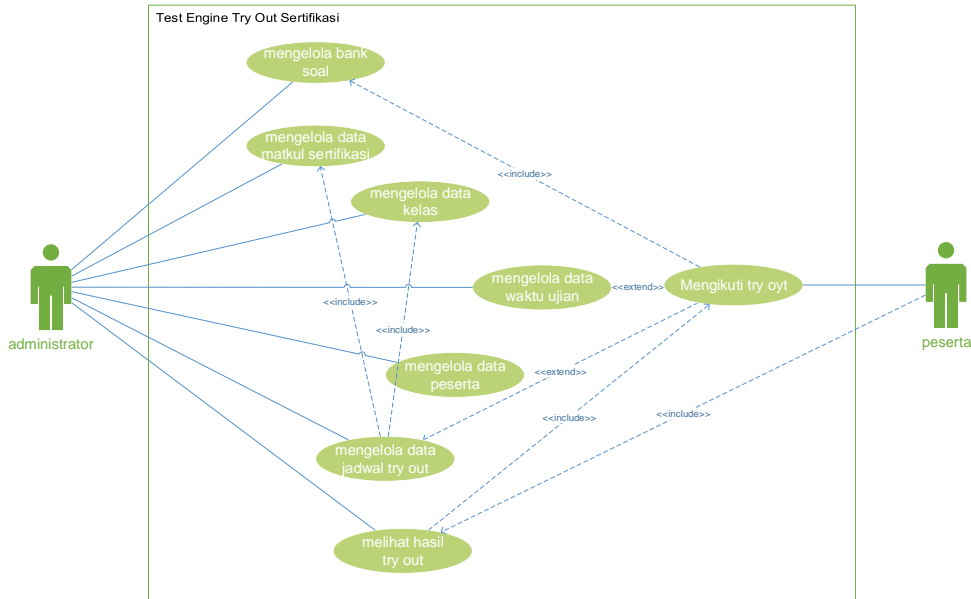 Test Engine Try Out Sertifikasi
mengelola bank
soal
mengelola data
matkul sertifikasi
<<include>>
mengelola data
kelas
mengelola data
waktu ujian
<<extend>>
Mengikuti try oyt
<<include>>
<<include>>
administrator
peserta
mengelola data
peserta
<<extend>>
<<include>>
<<include>>
mengelola data
jadwal try out
melihat hasil
try out